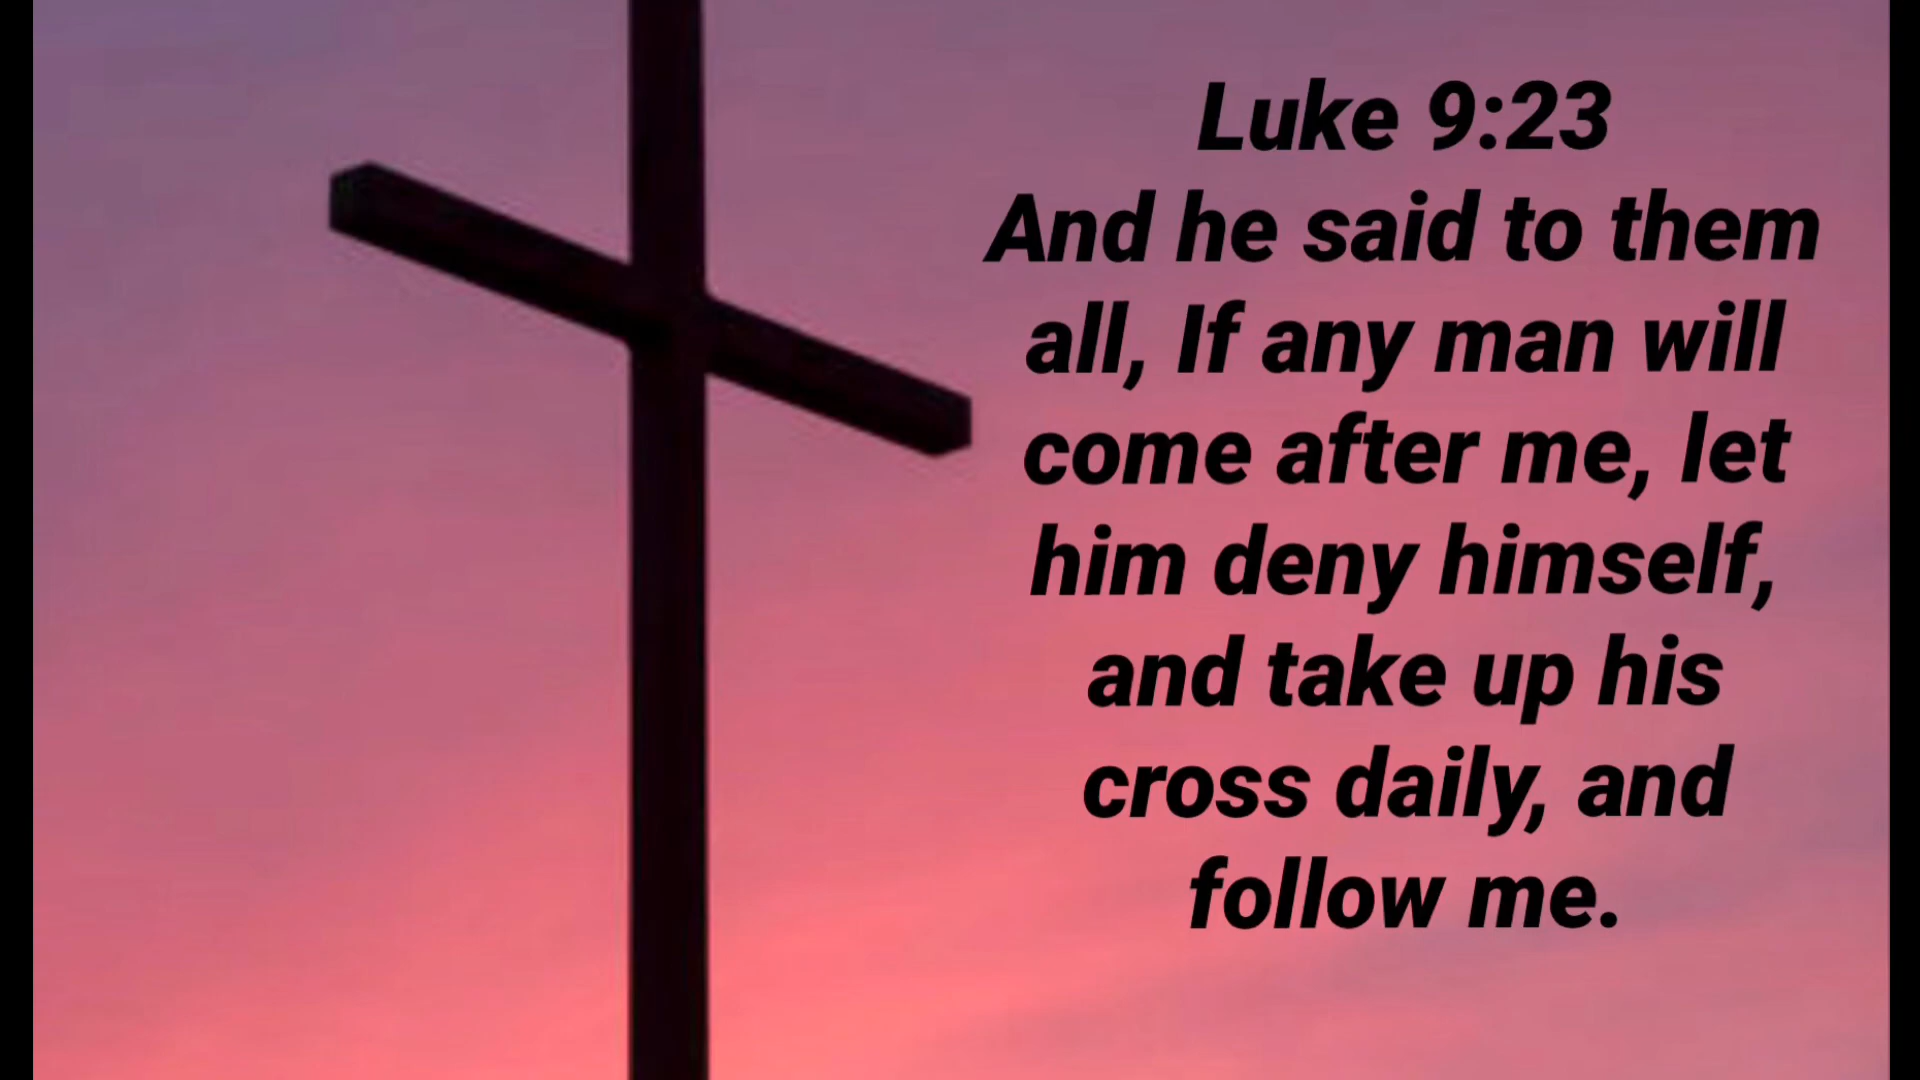 Luke 9:23
And he said to them
all, If any man will
come after me, let
him deny himself,
and take up his
cross daily, and
follow me.